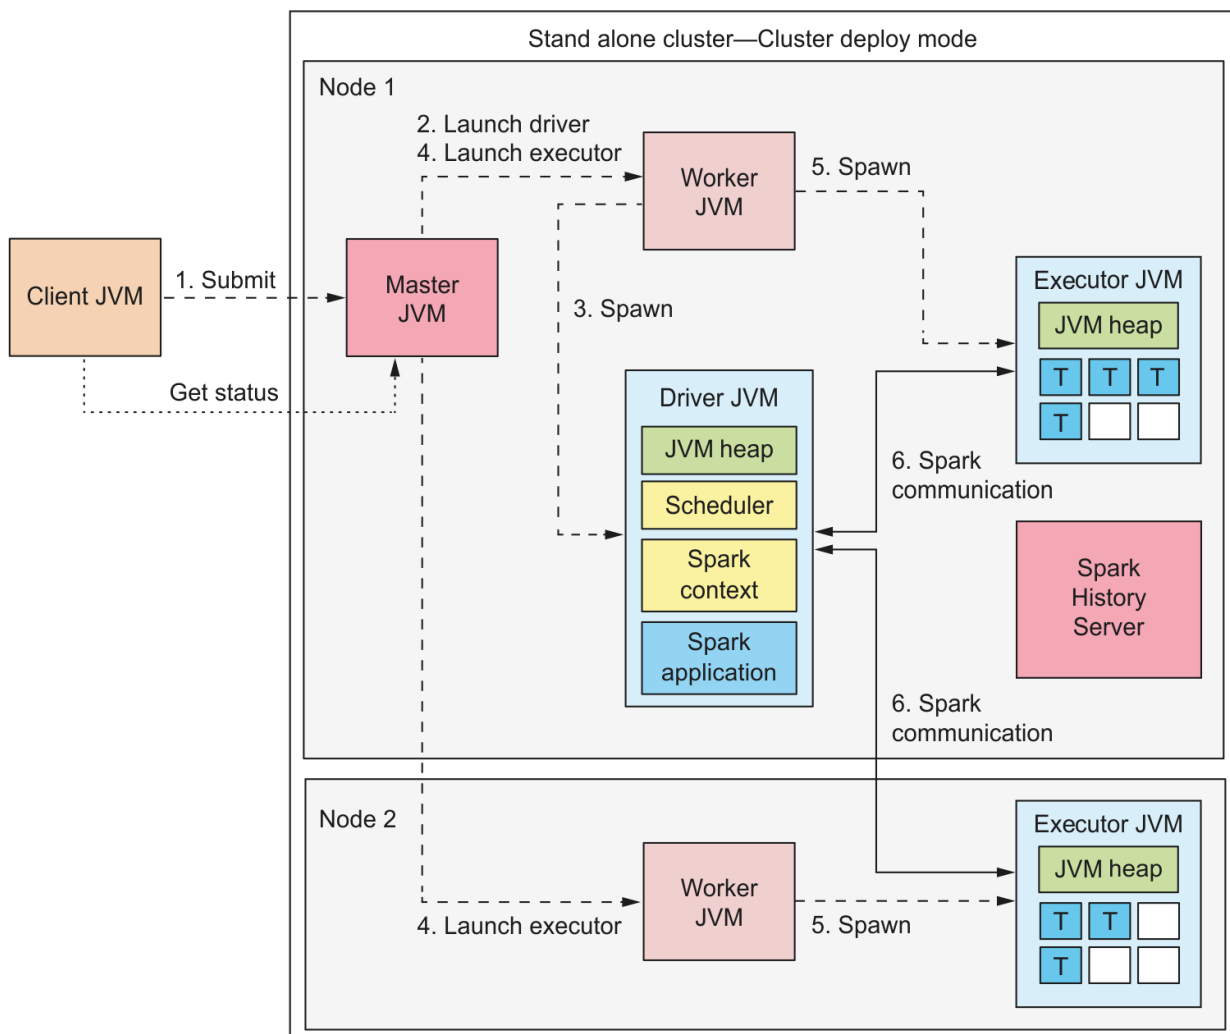 Stand alone cluster—Cluster deploy mode
Node 1
2. Launch driver
4. Launch executor
Worker
JVM
5. Spawn
Client JVM
1. Submit
Master
JVM
3. Spawn
Get status
Executor JVM
JVM heap
T T T
T
Driver JVM
JVM heap
Scheduler
Spark
context
Spark
application
6. Spark
communication
Spark
History
Server
6. Spark
communication
Node 2
4. Launch executor
Worker
JVM
5. Spawn
Executor JVM
JVM heap
T T
T